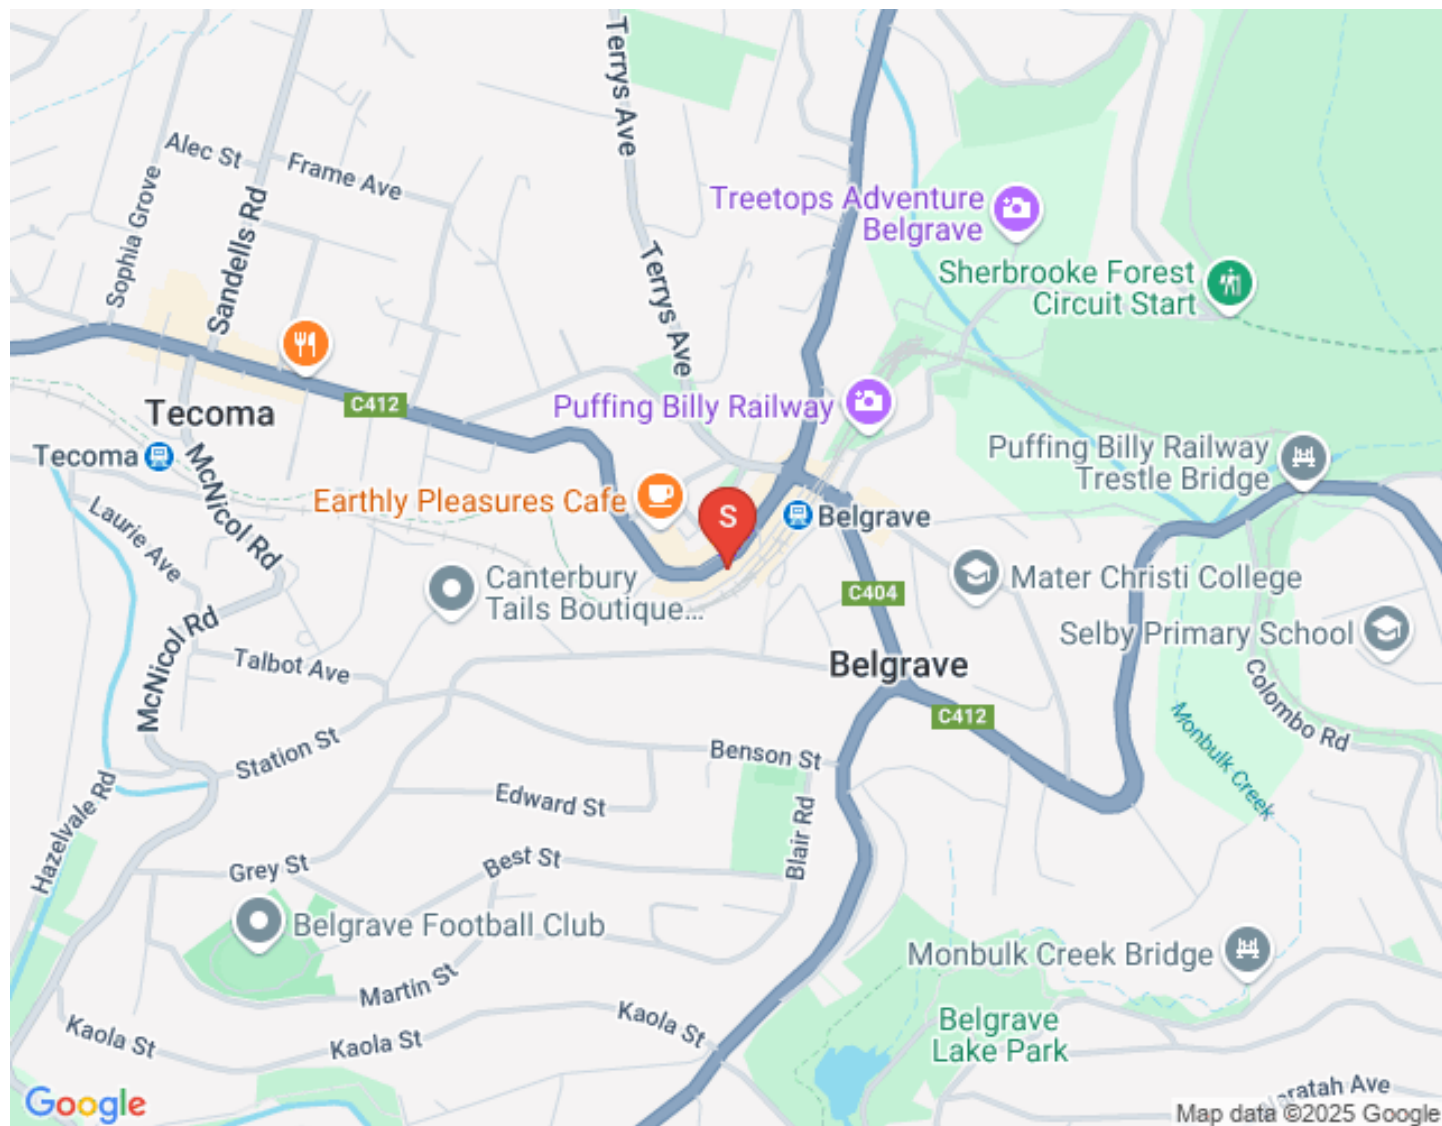 Terrys Ave
Alec St
Frame Ave
Sophia Grove
Sandells Rd
Treetops Adventure
Belgrave
Terrys Ave
Sherbrooke Forest
Circuit Start
C412
Tecoma
Puffing Billy Railway
Tecoma
McNicol Rd
Puffing Billy Railway
Trestle Bridge
Earthly Pleasures Cafe
S
Belgrave
Laurie Ave
Canterbury
Tails Boutique...
C404
Mater Christi College
Selby Primary School
McNicol Rd
Talbot Ave
Belgrave
C412
Colombo Rd
Monbulk Creek
Station St
Benson St
Edward St
Hazelvale Rd
Blair Rd
Grey St
Best St
Belgrave Football Club
Monbulk Creek Bridge
Martin St
Kaola St
Kaola St
Kaola St
Belgrave
Lake Park
Google
Ave
Map data ©2025 Google